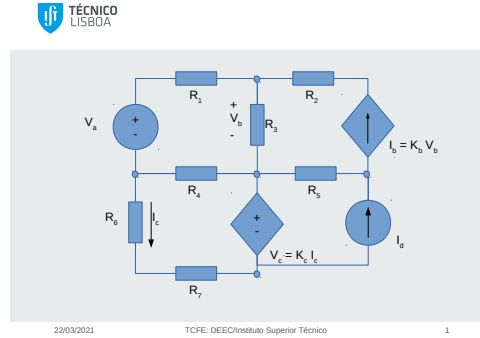 TÉCNICO
LISBOA
R1
R2
Va
+
-
+
Vb
-
R3
Ib = Kb Vb
R4
R5
R6
Ic
+
-
Id
Vc = Kc Ic
R7
22/03/2021
TCFE: DEEC/Instituto Superior Técnico
1